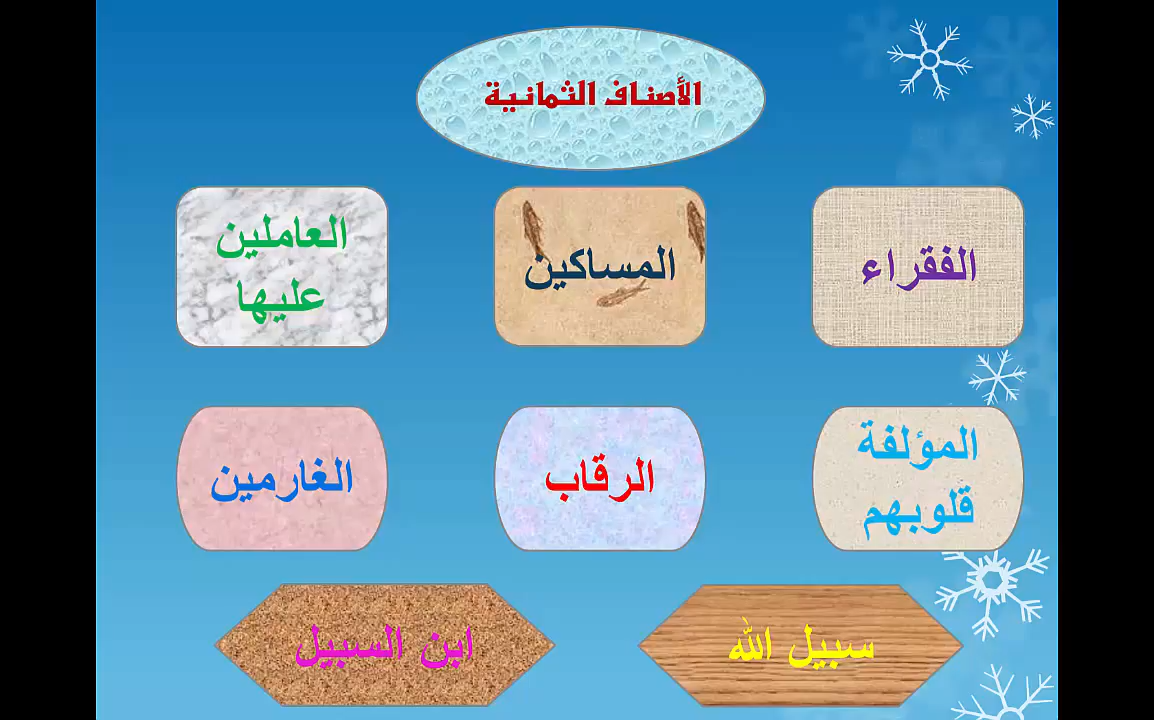 الأصناف الثمانية
الفقراء
المساكين
العاملين
عليها
المؤلفة
قلوبهم
الرقاب
الغارمين
سبيل الله
ابن السبيل